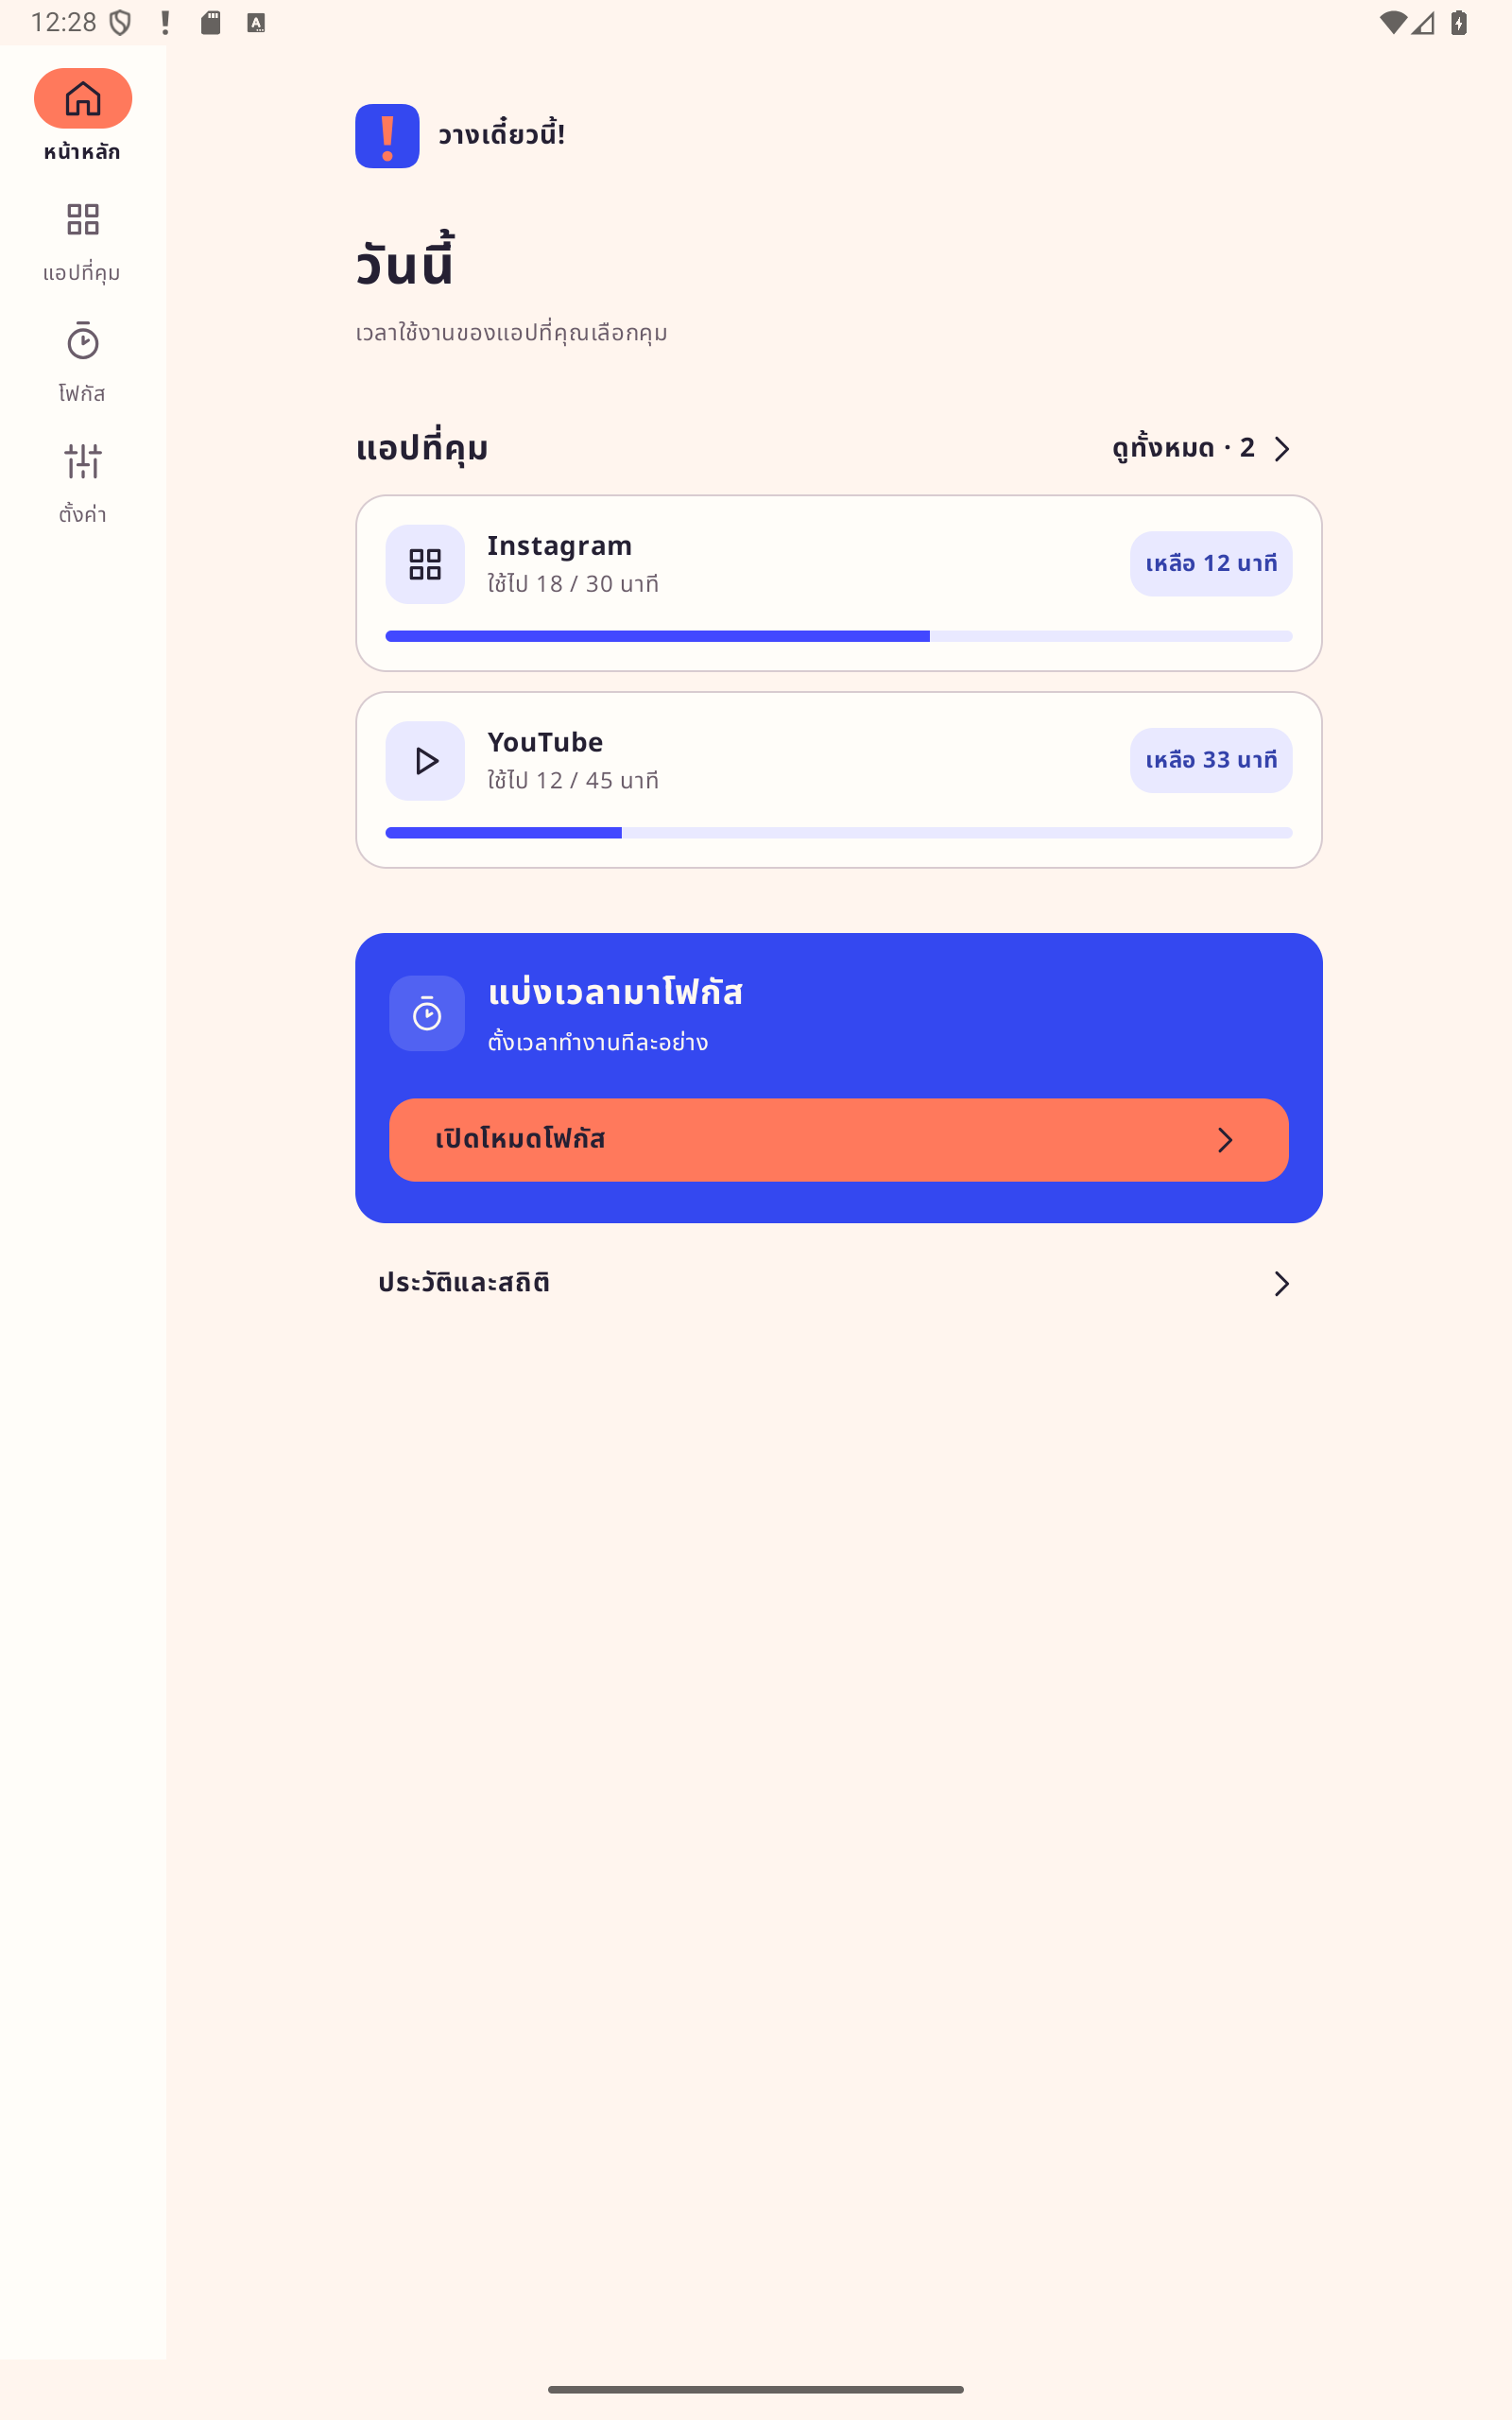 12:28
หน้าหลัก
แอปที่คุม
โฟกัส
ตั้งค่า
วางเดี๋ยวนี้!
วันนี้
เวลาใช้งานของแอปที่คุณเลือกคุม
แอปที่คุม
ดูทั้งหมด · 2
Instagram
ใช้ไป 18 / 30 นาที
เหลือ 12 นาที
YouTube
ใช้ไป 12 / 45 นาที
เหลือ 33 นาที
แบ่งเวลามาโฟกัส
ตั้งเวลาทำงานทีละอย่าง
เปิดโหมดโฟกัส
ประวัติและสถิติ